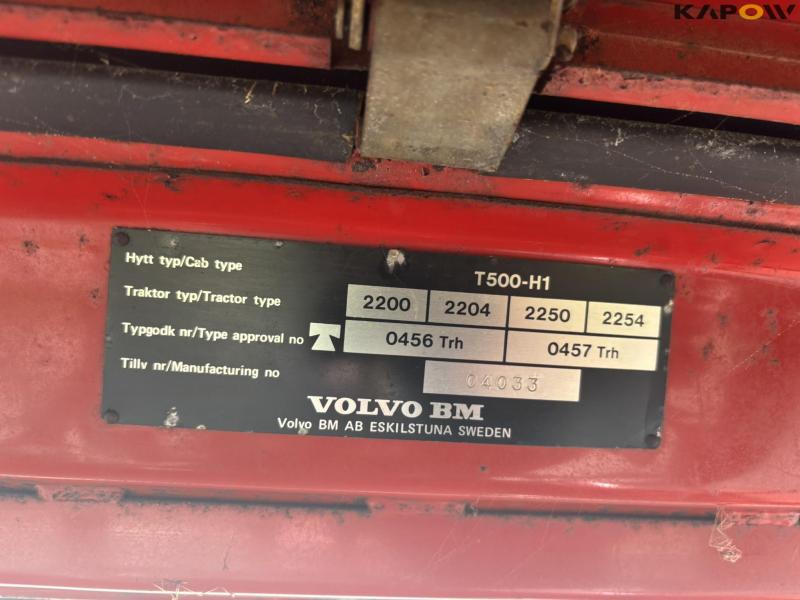 KAPOW
Hytt typ/Cab type T500-H1
Traktor typ/Tractor type 2200 2204 2250 2254
Typgodk nr/Type approval no T 0456 Trh 0457 Trh
Tillv nr/Manufacturing no 04033
VOLVO BM
Volvo BM AB ESKILSTUNA SWEDEN